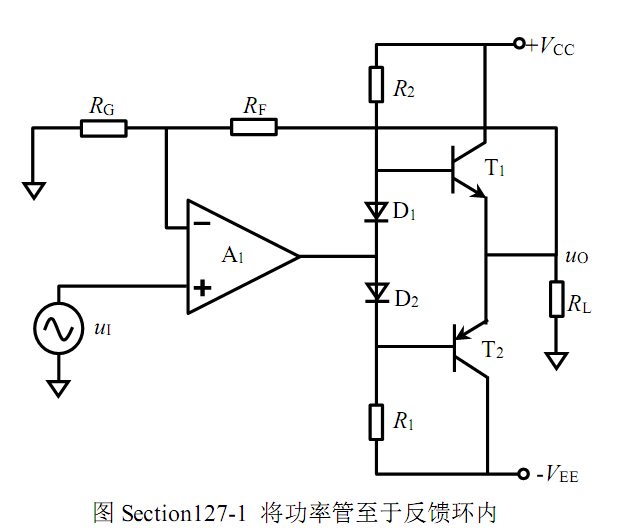 +VCC
R2
RG
RF
T1
D1
A1
uO
D2
RL
uI
T2
R1
-VEE
图 Section127-1 将功率管至于反馈环内